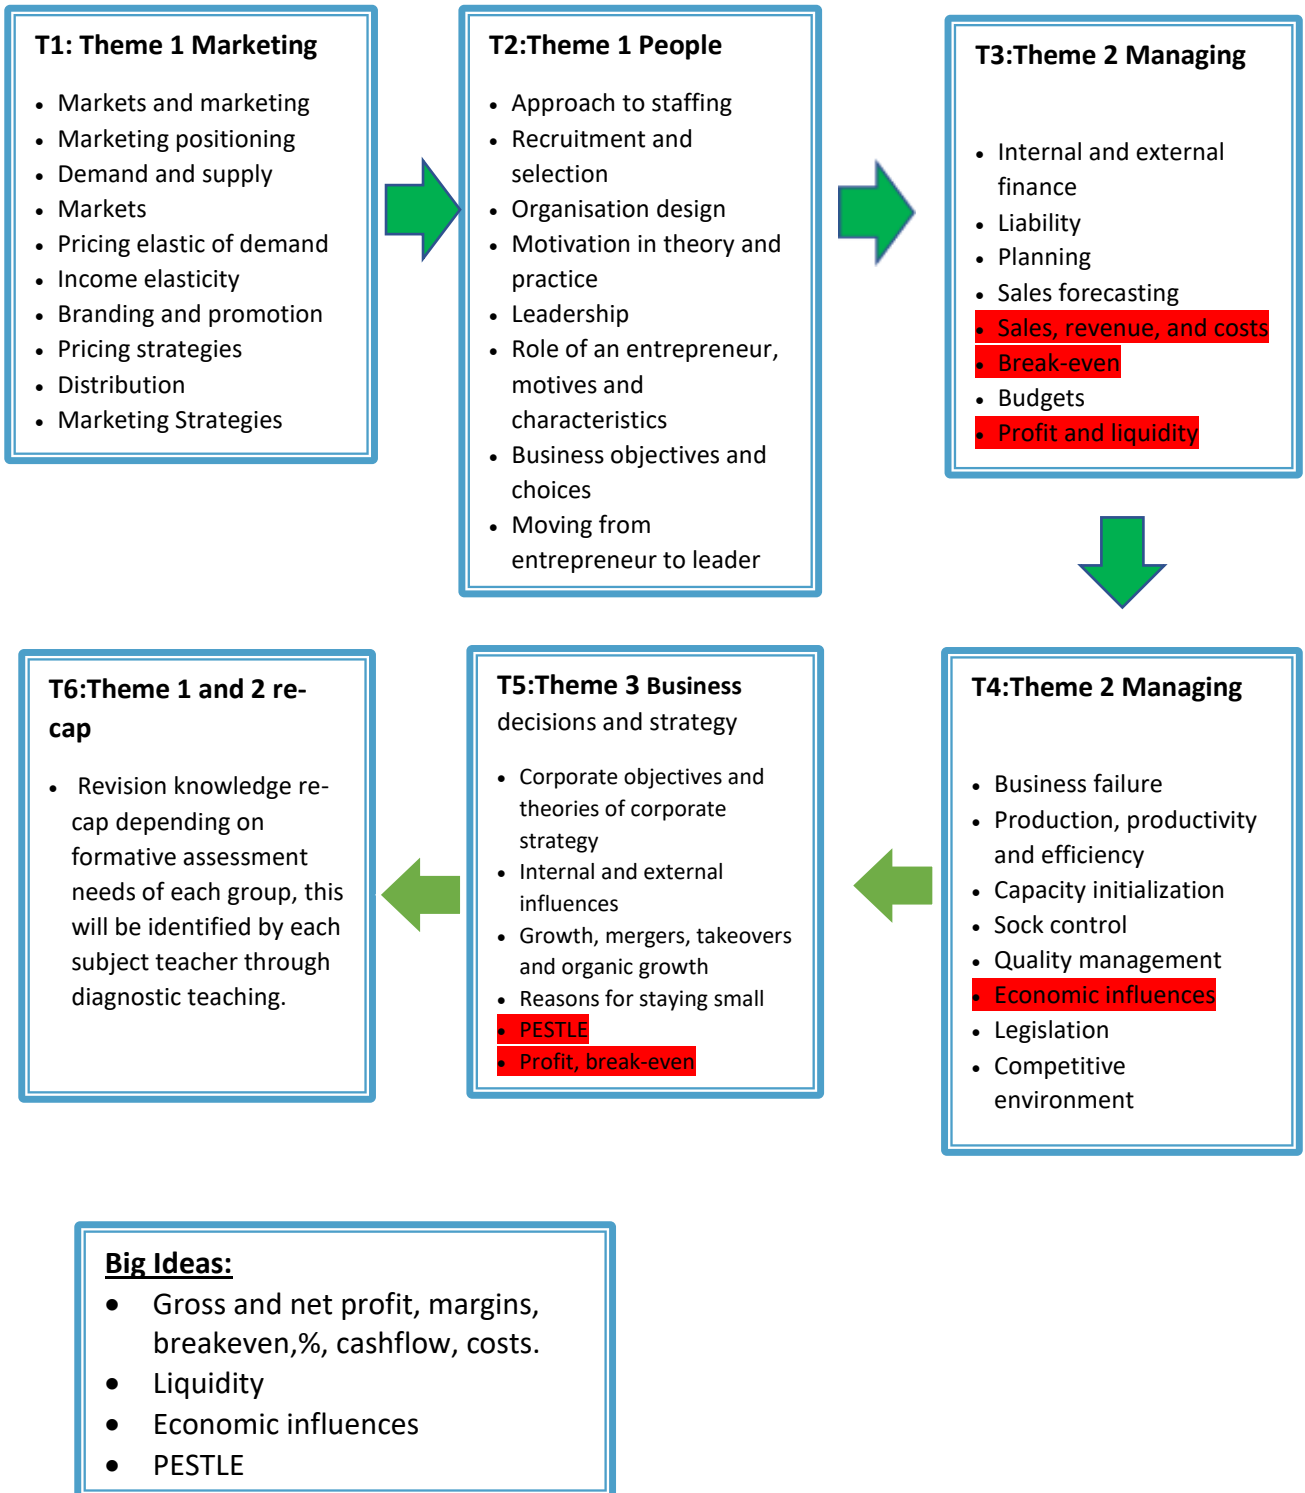 T1: Theme 1 Marketing
• Markets and marketing
• Marketing positioning
• Demand and supply
• Markets
• Pricing elastic of demand
• Income elasticity
• Branding and promotion
• Pricing strategies
• Distribution
• Marketing Strategies
T2:Theme 1 People
• Approach to staffing
• Recruitment and
selection
• Organisation design
• Motivation in theory and
practice
• Leadership
• Role of an entrepreneur,
motives and
characteristics
• Business objectives and
choices
• Moving from
entrepreneur to leader
T3:Theme 2 Managing
• Internal and external
finance
• Liability
• Planning
• Sales forecasting
• Sales, revenue, and costs
• Break-even
• Budgets
• Profit and liquidity
T4:Theme 2 Managing
• Business failure
• Production, productivity
and efficiency
• Capacity initialization
• Sock control
• Quality management
• Economic influences
• Legislation
• Competitive
environment
T5:Theme 3 Business
decisions and strategy
• Corporate objectives and
theories of corporate
strategy
• Internal and external
influences
• Growth, mergers, takeovers
and organic growth
• Reasons for staying small
• PESTLE
• Profit, break-even
T6:Theme 1 and 2 re-
cap
• Revision knowledge re-
cap depending on
formative assessment
needs of each group, this
will be identified by each
subject teacher through
diagnostic teaching.
Big Ideas:
• Gross and net profit, margins,
breakeven,%, cashflow, costs.
• Liquidity
• Economic influences
• PESTLE